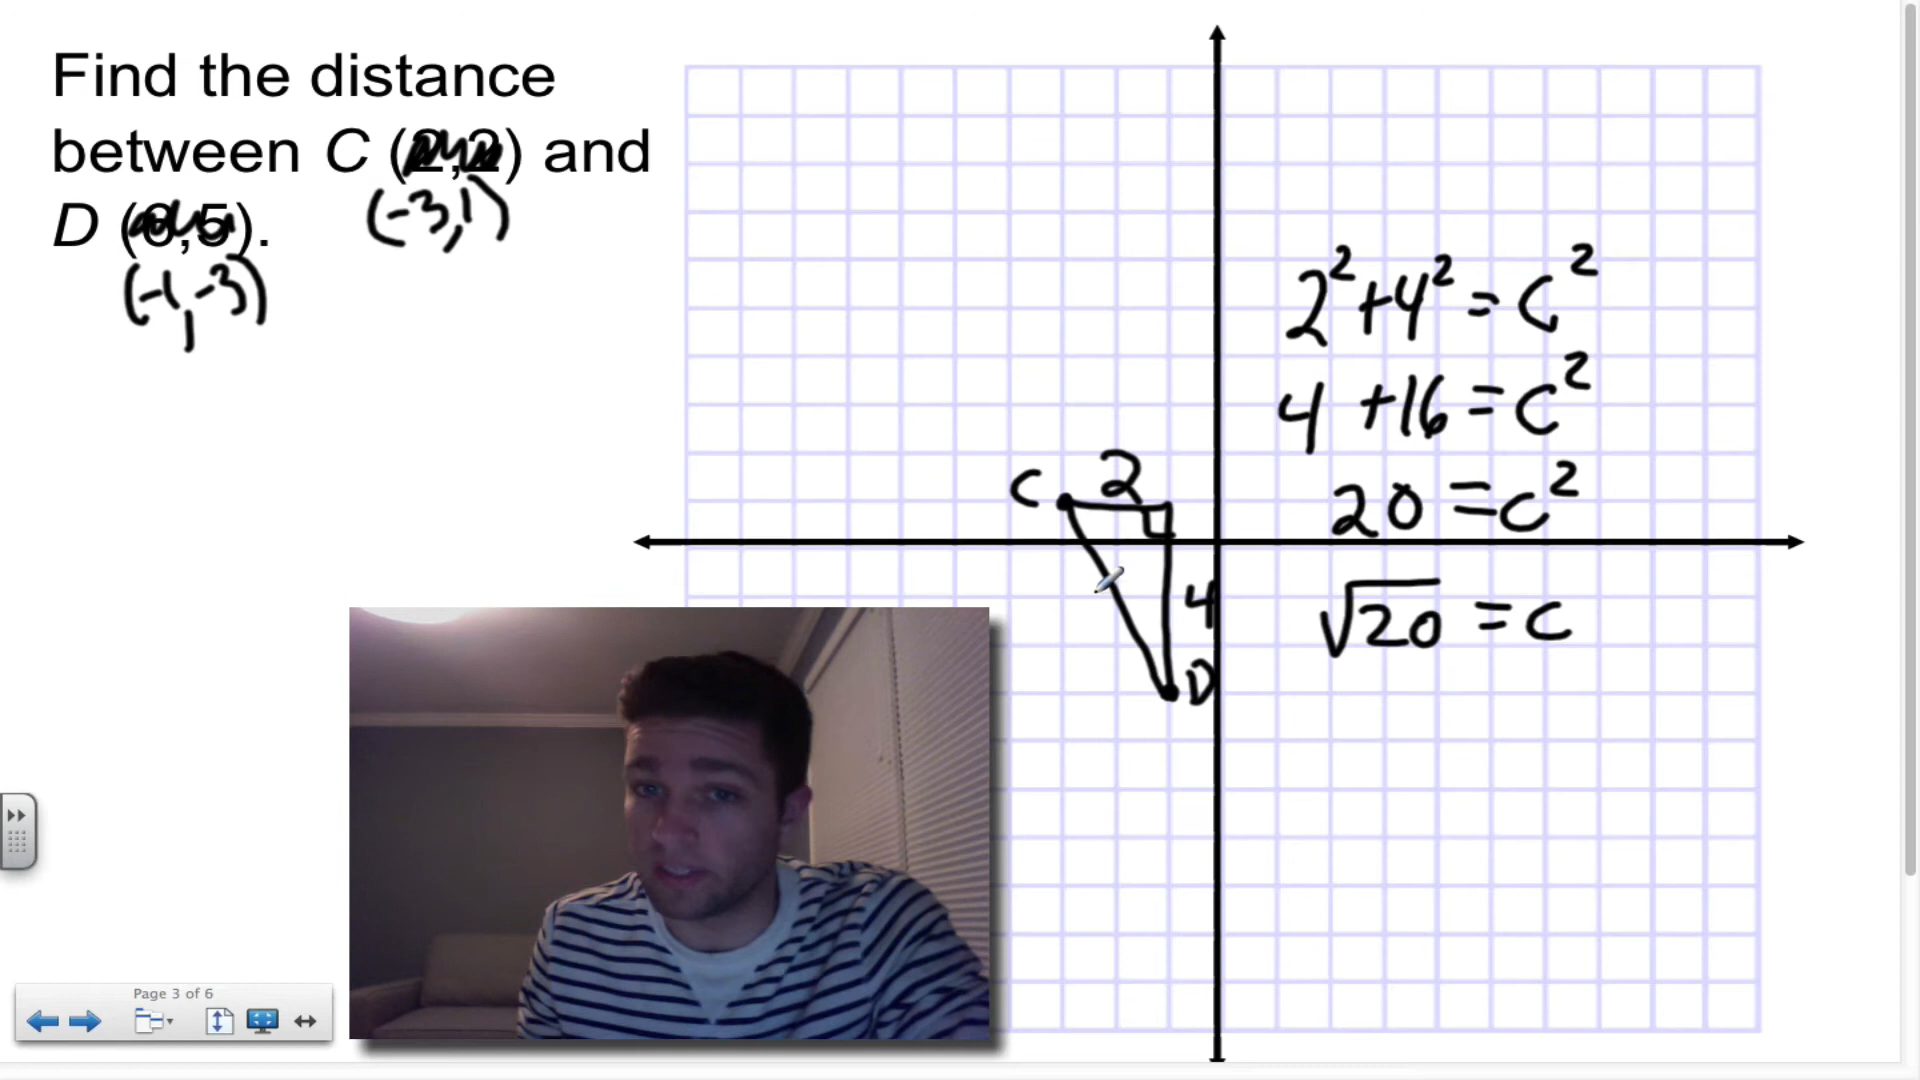 Find the distance
between C (2,2) and
(-3,1)
D (6,5).
(-1,-3)
2² + 4² = c²
4 + 16 = c²
20 = c²
√20 = c
C
2
4
D
Page 3 of 6